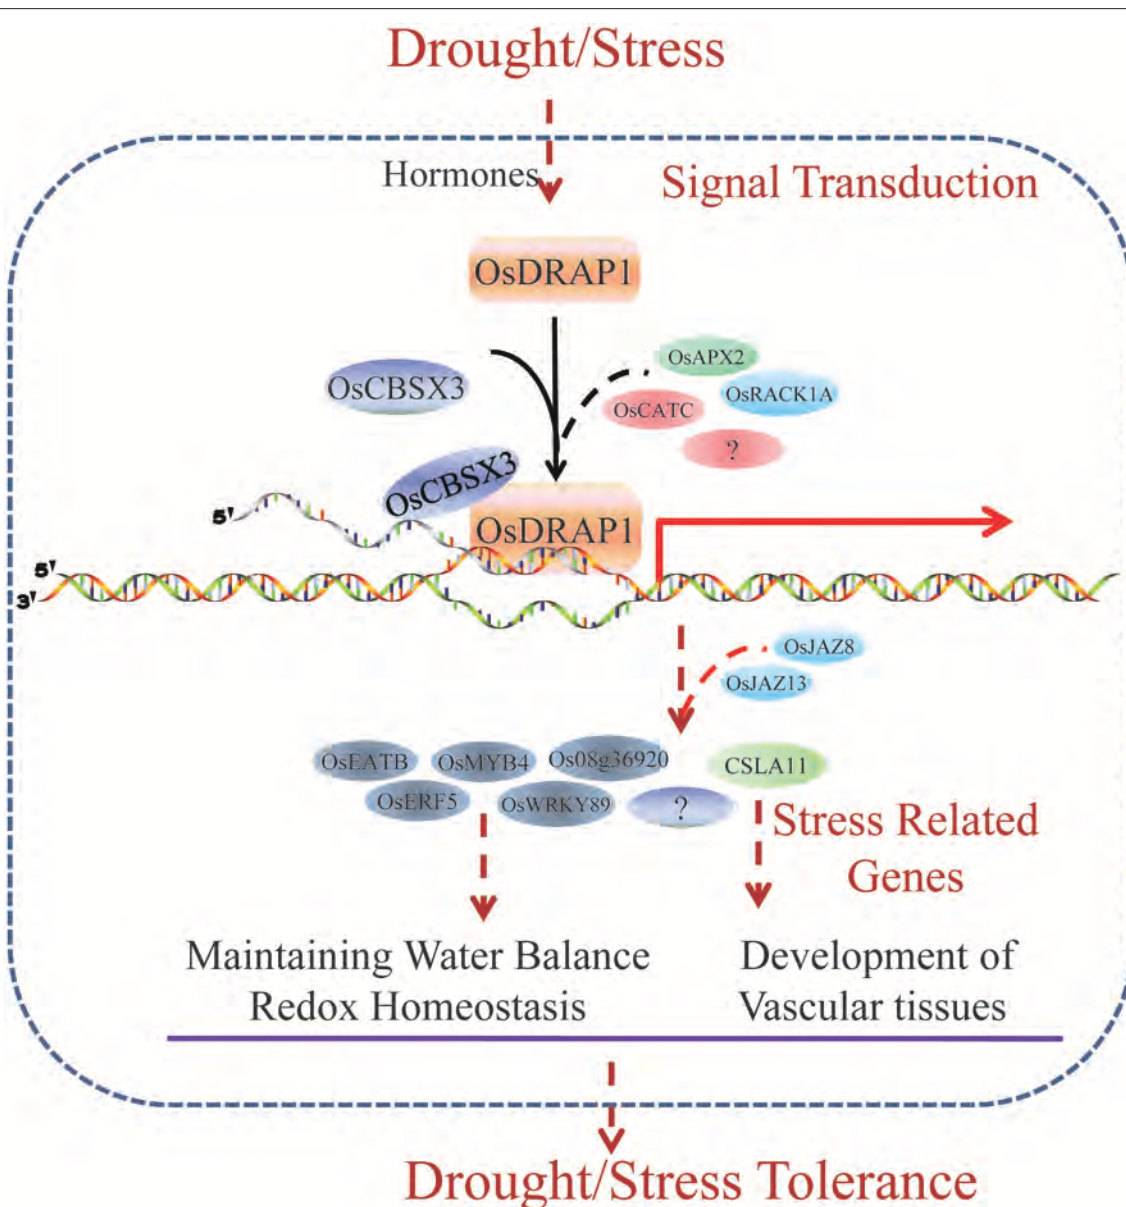 Drought/Stress
Hormones
Signal Transduction
OsDRAP1
OsAPX2
OsCBSX3
OsRACK1A
OsCATC
?
OsCBSX3
5'
OsDRAP1
5'
3'
OsJAZ8
OsJAZ13
OsEATB
OsMYB4
Os08g36920
CSLA11
OsERF5
OsWRKY89
?
Stress Related
Genes
Maintaining Water Balance
Redox Homeostasis
Development of
Vascular tissues
Drought/Stress Tolerance